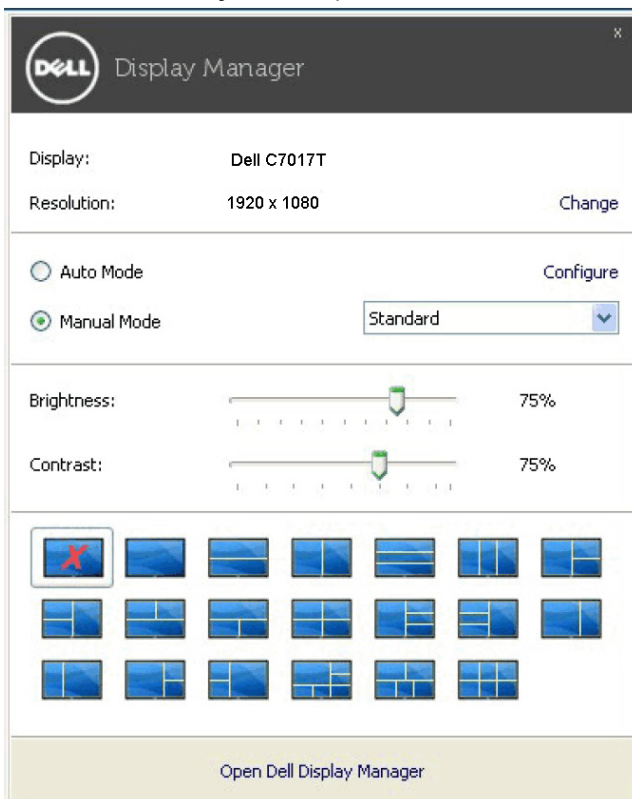 DELL Display Manager x
Display: Dell C7017T
Resolution: 1920 x 1080 Change
Auto Mode Configure
Manual Mode Standard
Brightness: 75%
Contrast: 75%
Open Dell Display Manager